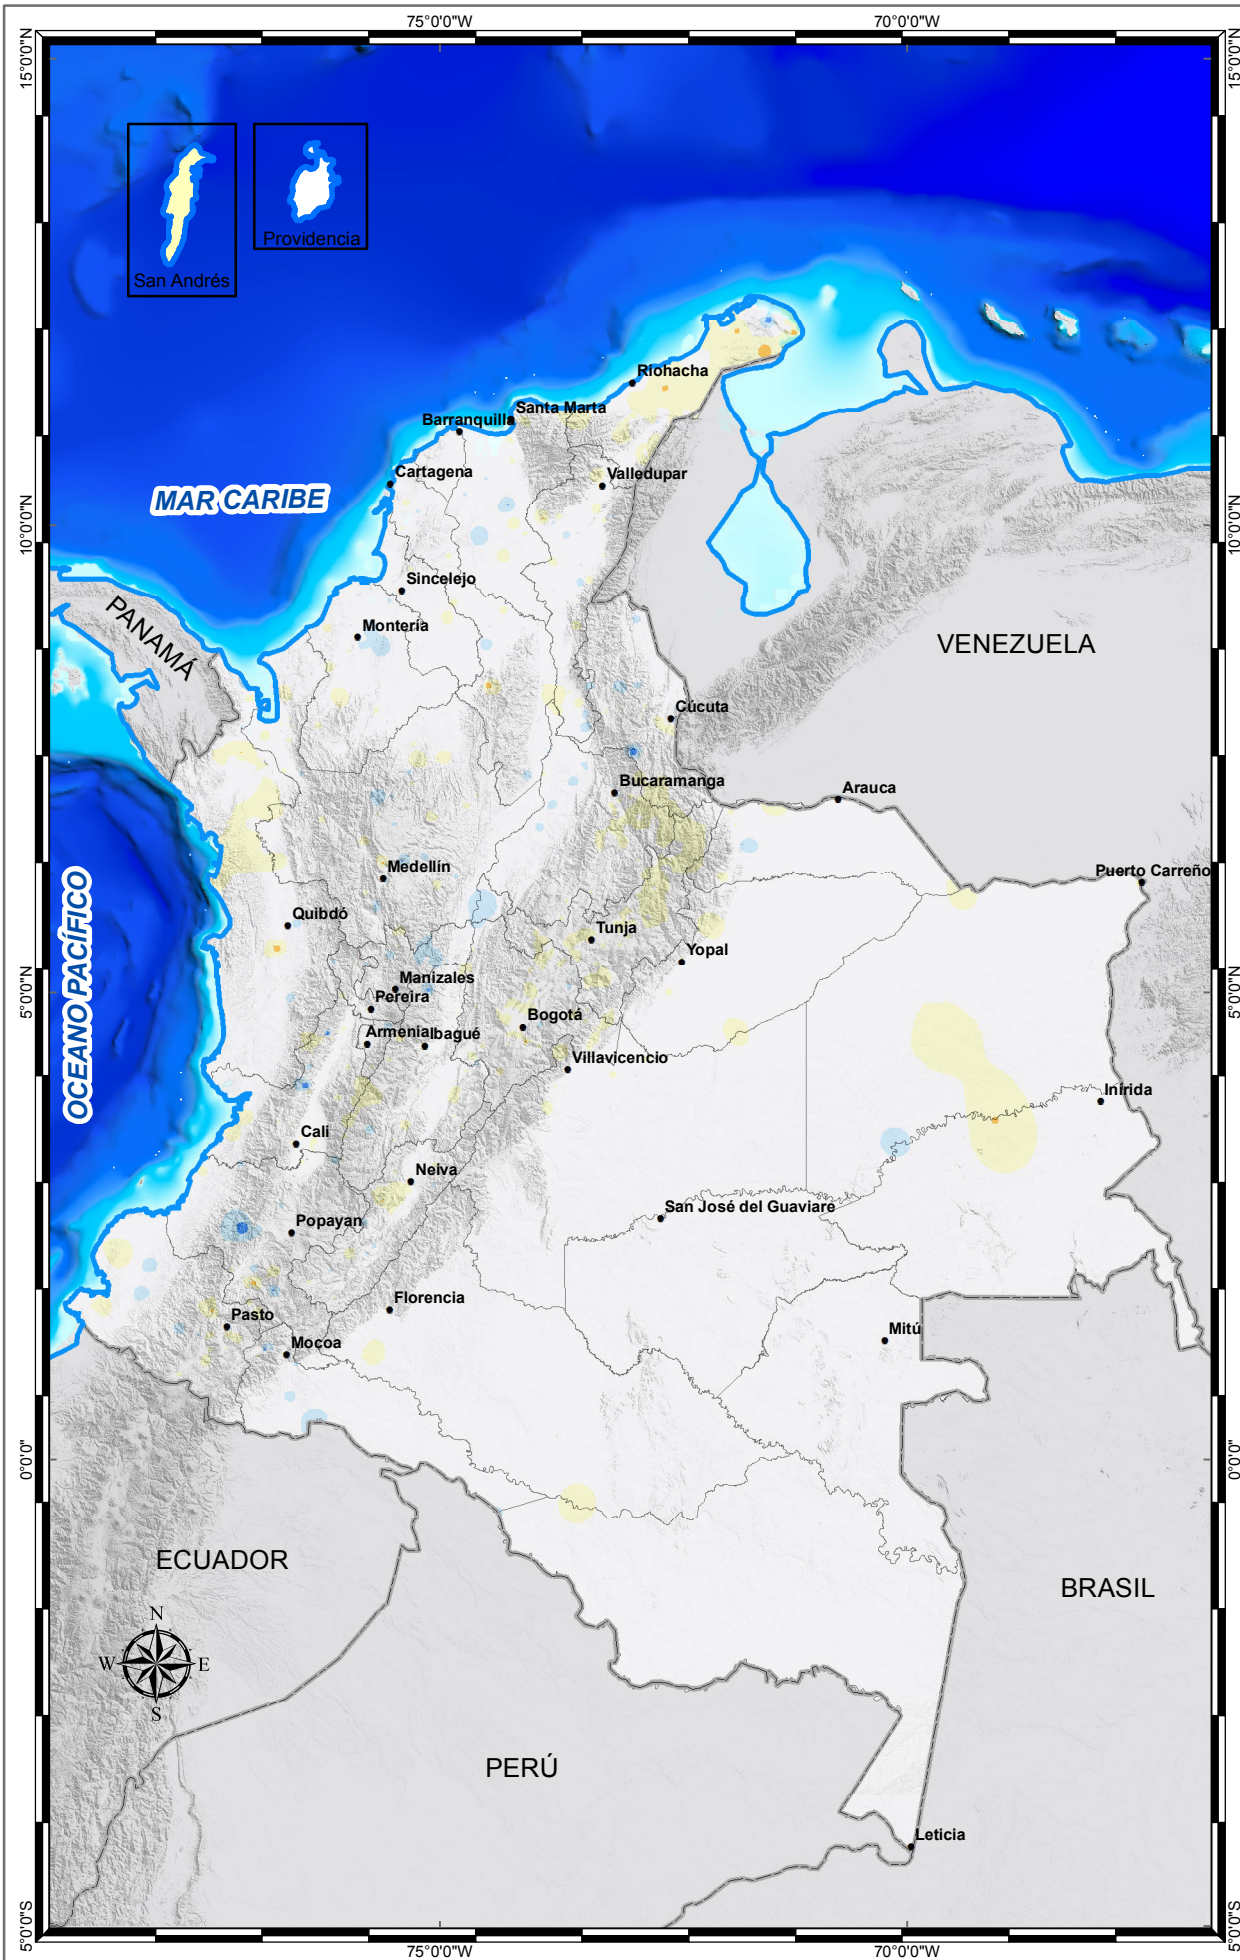 75°0'0"W
70°0'0"W
15°0'0"N
15°0'0"N
San Andrés
Providencia
Riohacha
Santa Marta
Barranquilla
Cartagena
Valledupar
MAR CARIBE
10°0'0"N
10°0'0"N
Sincelejo
Montería
PANAMÁ
VENEZUELA
Cúcuta
Bucaramanga
Arauca
Medellín
Puerto Carreño
OCEANO PACÍFICO
Quibdó
Tunja
Yopal
5°0'0"N
5°0'0"N
Manizales
Pereira
Bogotá
Armenia
Ibagué
Villavicencio
Inírida
Cali
Neiva
San José del Guaviare
Popayan
Florencia
Pasto
Mitú
Mocoa
0°0'0"
0°0'0"
ECUADOR
BRASIL
N
W
E
S
PERÚ
Leticia
5°0'0"S
5°0'0"S
75°0'0"W
70°0'0"W